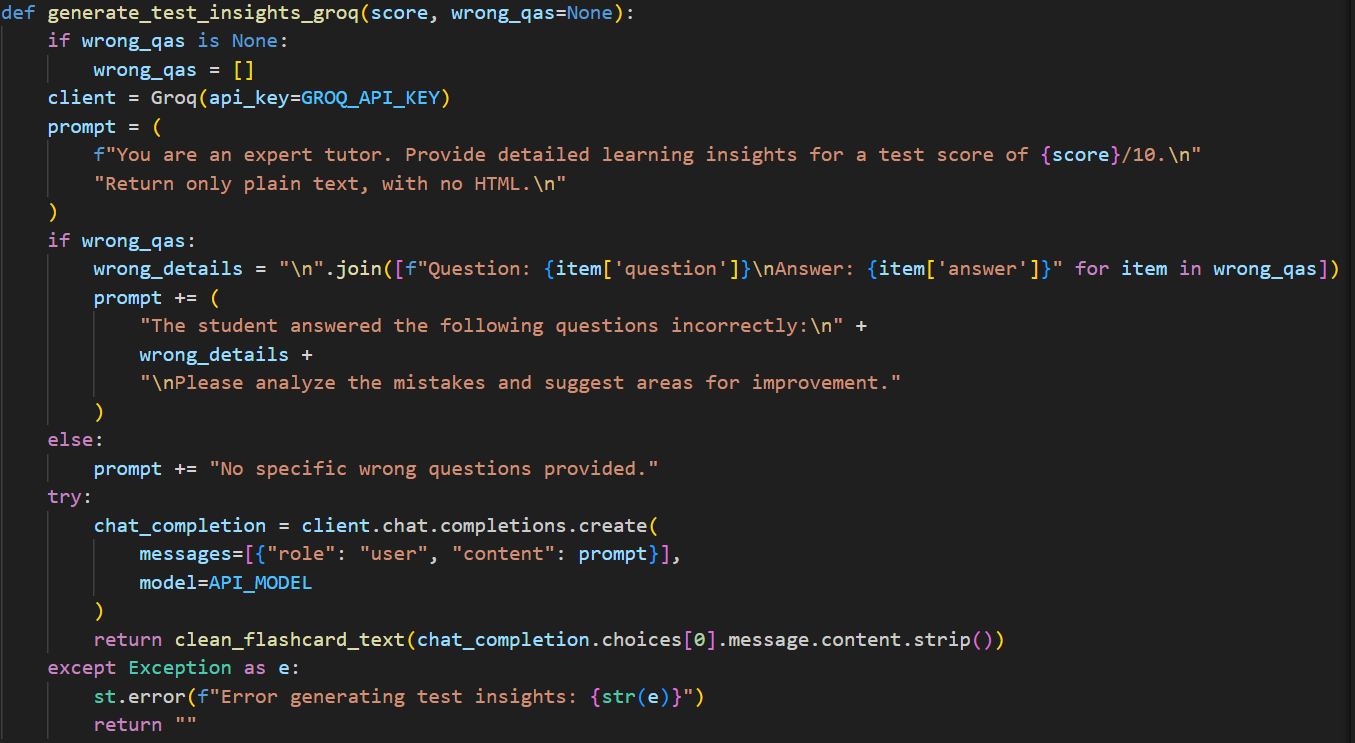 def generate_test_insights_groq(score, wrong_qas=None):
    if wrong_qas is None:
        wrong_qas = []
    client = Groq(api_key=GROQ_API_KEY)
    prompt = (
        f"You are an expert tutor. Provide detailed learning insights for a test score of {score}/10.\n"
        "Return only plain text, with no HTML.\n"
    )
    if wrong_qas:
        wrong_details = "\n".join([f"Question: {item['question']}\nAnswer: {item['answer']}" for item in wrong_qas])
        prompt += (
            "The student answered the following questions incorrectly:\n" +
            wrong_details +
            "\nPlease analyze the mistakes and suggest areas for improvement."
        )
    else:
        prompt += "No specific wrong questions provided."
    try:
        chat_completion = client.chat.completions.create(
            messages=[{"role": "user", "content": prompt}],
            model=API_MODEL
        )
        return clean_flashcard_text(chat_completion.choices[0].message.content.strip())
    except Exception as e:
        st.error(f"Error generating test insights: {str(e)}")
        return ""